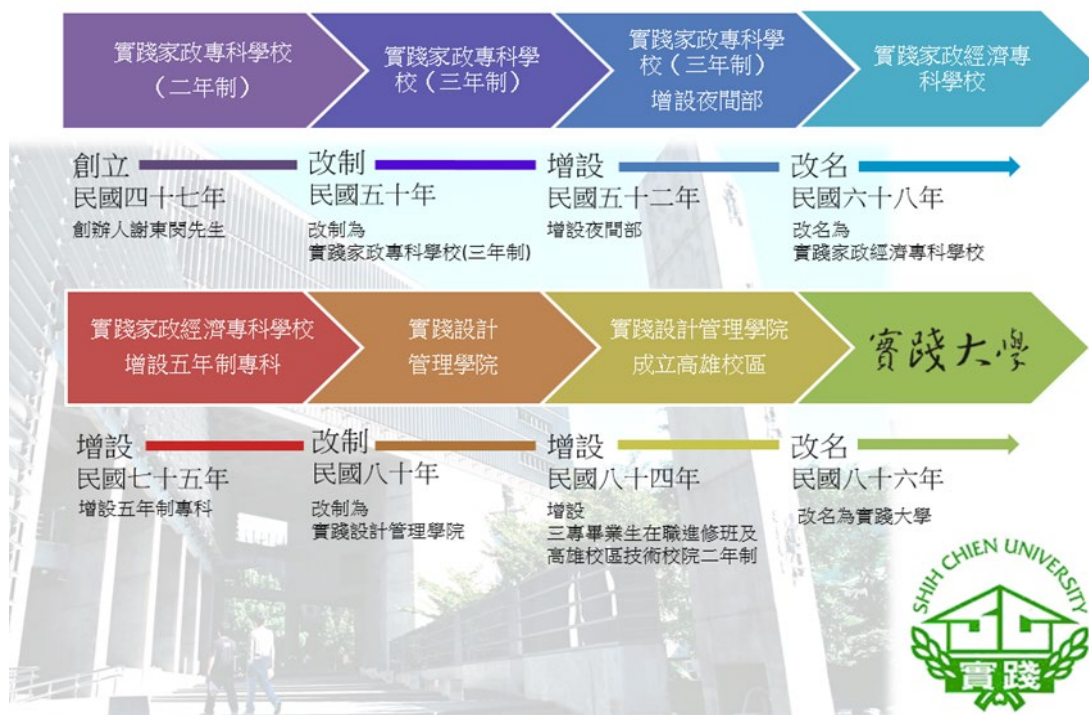 實踐家政專科學校
（二年制）
實踐家政專科學
校（三年制）
實踐家政專科學
校（三年制）
增設夜間部
實踐家政經濟專
科學校
創立
民國四十七年
創辦人謝東閔先生
改制
民國五十年
改制為
實踐家政專科學校(三年制)
增設
民國五十二年
增設夜間部
改名
民國六十八年
改名為
實踐家政經濟專科學校
實踐家政經濟專科學校
增設五年制專科
實踐設計
管理學院
實踐設計管理學院
成立高雄校區
實踐大學
增設
民國七十五年
增設五年制專科
改制
民國八十年
改制為
實踐設計管理學院
增設
民國八十四年
增設
三專畢業生在職進修班及
高雄校區技術校院二年制
改名
民國八十六年
改名為實踐大學
SHIH CHIEN UNIVERSITY
實踐